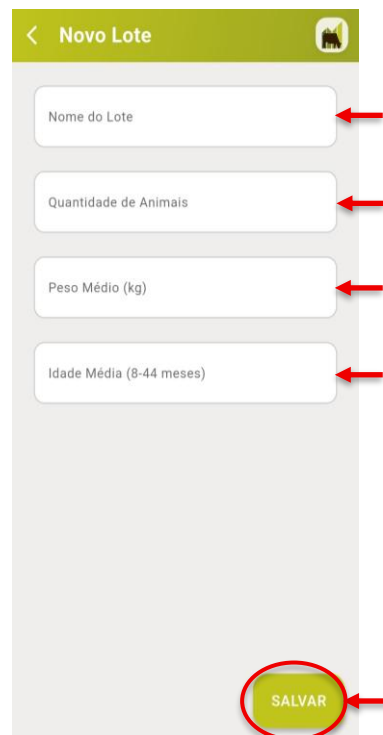 Novo Lote
Nome do Lote
Quantidade de Animais
Peso Médio (kg)
Idade Média (8-44 meses)
SALVAR